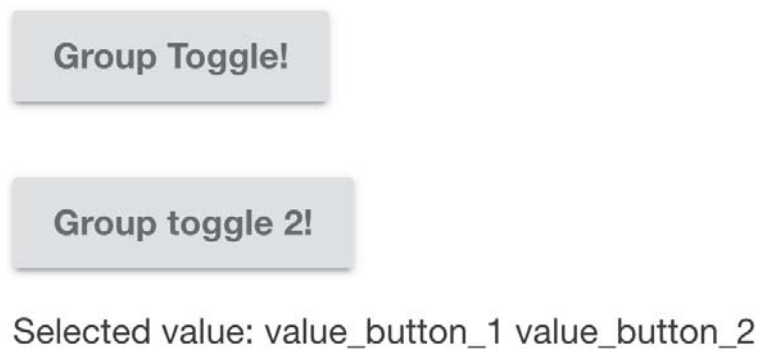 Group Toggle!
Group toggle 2!
Selected value: value_button_1 value_button_2